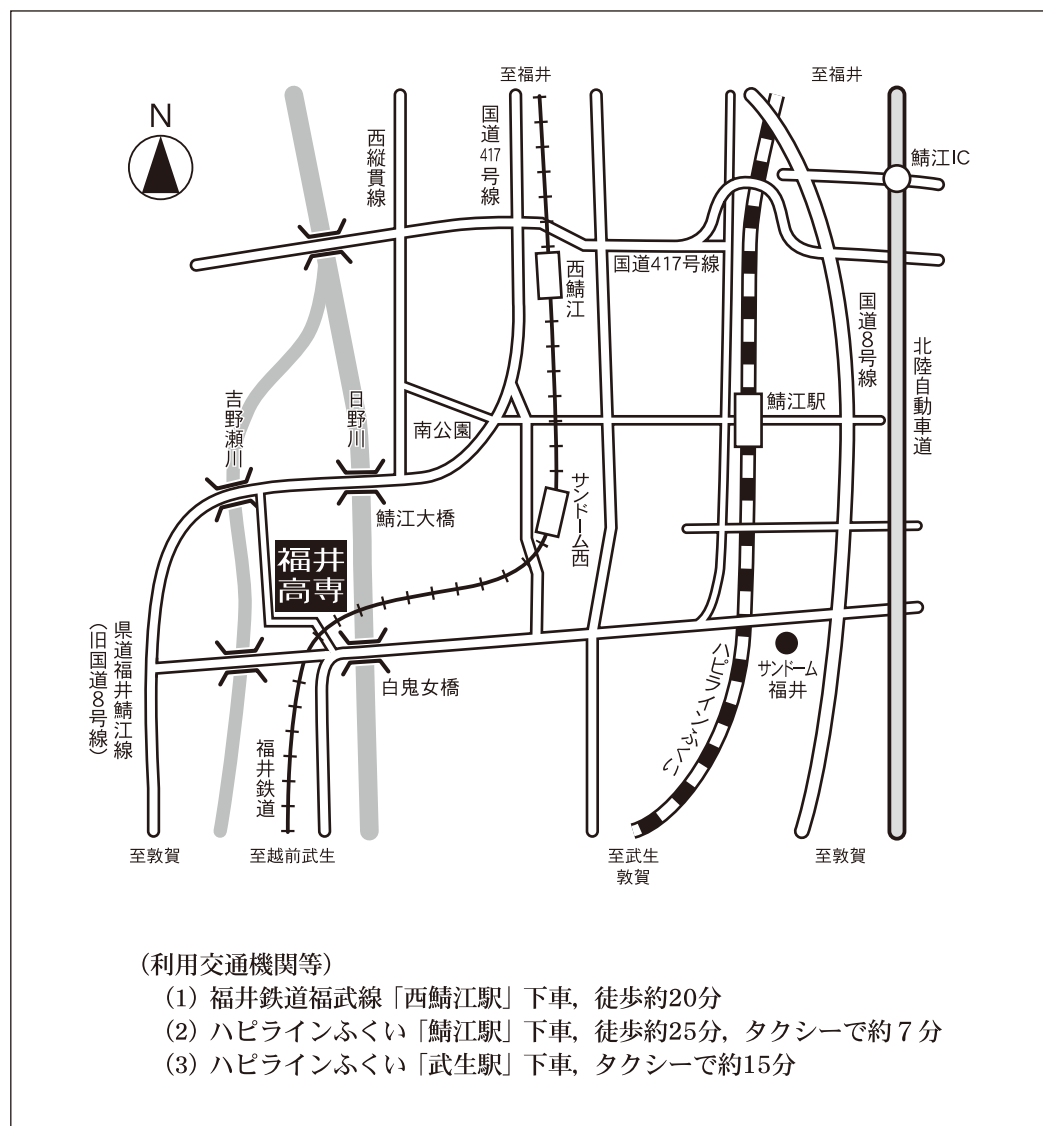 至福井
至福井
N
西縦貫線
国道417号線
鯖江IC
国道417号線
西鯖江
国道8号線
北陸自動車道
吉野瀬川
日野川
南公園
鯖江駅
サンドーム西
鯖江大橋
福井
高専
県道福井鯖江線
(旧国道8号線)
白鬼女橋
サンドーム
福井
ハピラインふくい
福井鉄道
至敦賀
至越前武生
至武生
敦賀
至敦賀
(利用交通機関等)
(1) 福井鉄道福武線「西鯖江駅」下車，徒歩約20分
(2) ハピラインふくい「鯖江駅」下車，徒歩約25分，タクシーで約７分
(3) ハピラインふくい「武生駅」下車，タクシーで約15分